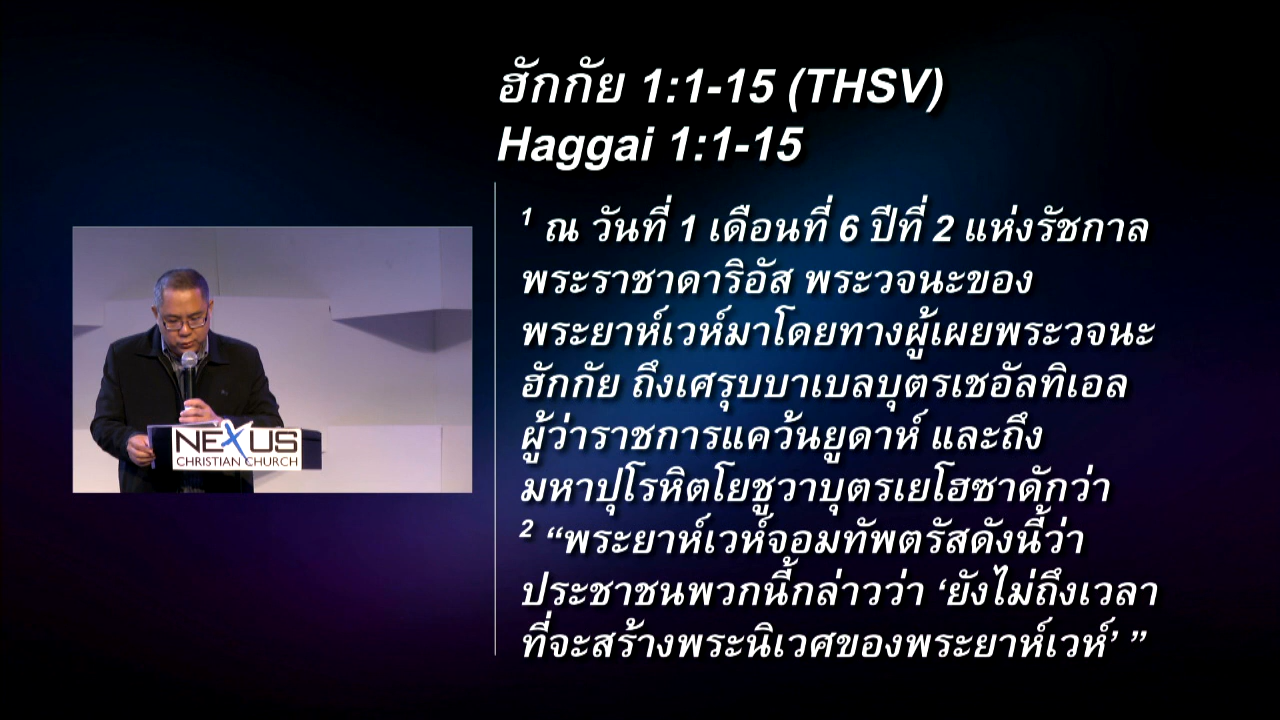 ฮักกัย 1:1-15 (THSV)
Haggai 1:1-15
1 ณ วันที่ 1 เดือนที่ 6 ปีที่ 2 แห่งรัชกาล
พระราชาดาริอัส พระวจนะของ
พระยาห์เวห์มาโดยทางผู้เผยพระวจนะ
ฮักกัย ถึงเศรุบบาเบลบุตรเชอัลทิเอล
ผู้ว่าราชการแคว้นยูดาห์ และถึง
มหาปุโรหิตโยชูวาบุตรเยโฮซาดักว่า
2 “พระยาห์เวห์จอมทัพตรัสดังนี้ว่า
ประชาชนพวกนี้กล่าวว่า ‘ยังไม่ถึงเวลา
ที่จะสร้างพระนิเวศของพระยาห์เวห์’ ”
NEXUS
CHRISTIAN CHURCH